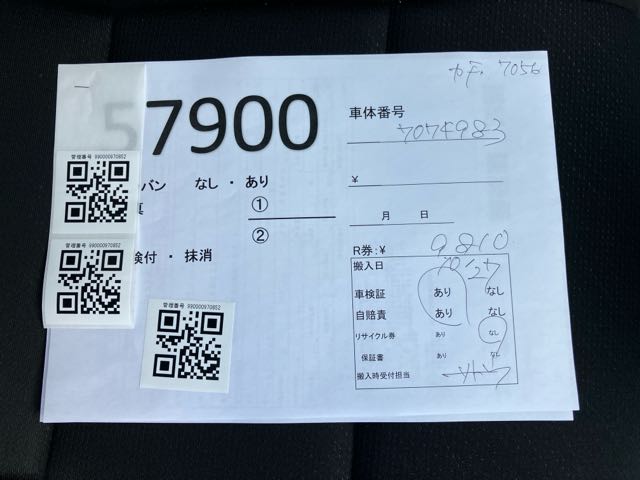 カF. 7056
57900
車体番号
7074983
バン なし・あり
¥
真 ①
月 日
②
検付・抹消
R券:¥ 9810
搬入日 10/27
車検証 あり なし
自賠責 あり なし
リサイクル券 あり なし
保証書 あり なし
搬入時受付担当
管理番号 990000970852
管理番号 990000970852
管理番号 990000970852